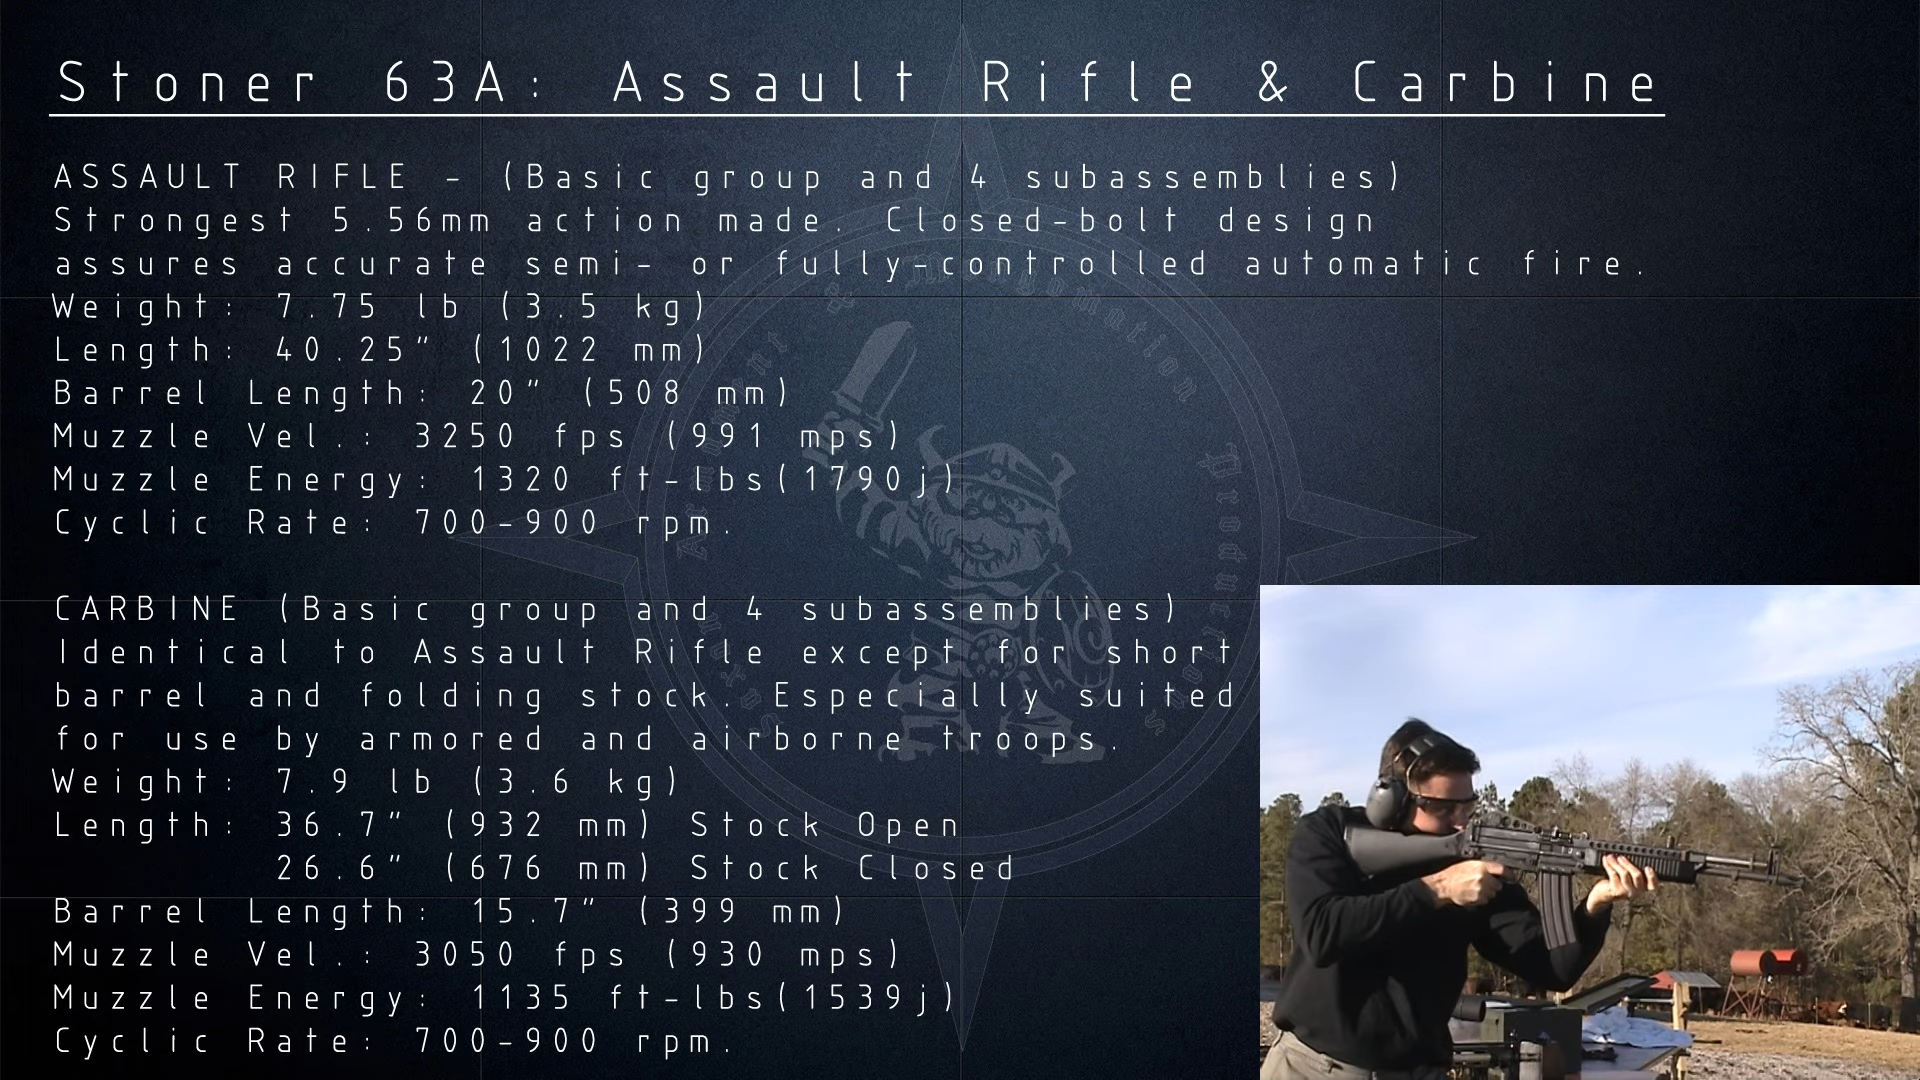 Stoner 63A: Assault Rifle & Carbine
ASSAULT RIFLE - (Basic group and 4 subassemblies)
Strongest 5.56mm action made. Closed-bolt design
assures accurate semi- or fully-controlled automatic fire.
Weight: 7.75 lb (3.5 kg)
Length: 40.25" (1022 mm)
Barrel Length: 20" (508 mm)
Muzzle Vel.: 3250 fps (991 mps)
Muzzle Energy: 1320 ft-lbs(1790j)
Cyclic Rate: 700-900 rpm.
CARBINE (Basic group and 4 subassemblies)
Identical to Assault Rifle except for short
barrel and folding stock. Especially suited
for use by armored and airborne troops.
Weight: 7.9 lb (3.6 kg)
Length: 36.7" (932 mm) Stock Open
26.6" (676 mm) Stock Closed
Barrel Length: 15.7" (399 mm)
Muzzle Vel.: 3050 fps (930 mps)
Muzzle Energy: 1135 ft-lbs(1539j)
Cyclic Rate: 700-900 rpm.